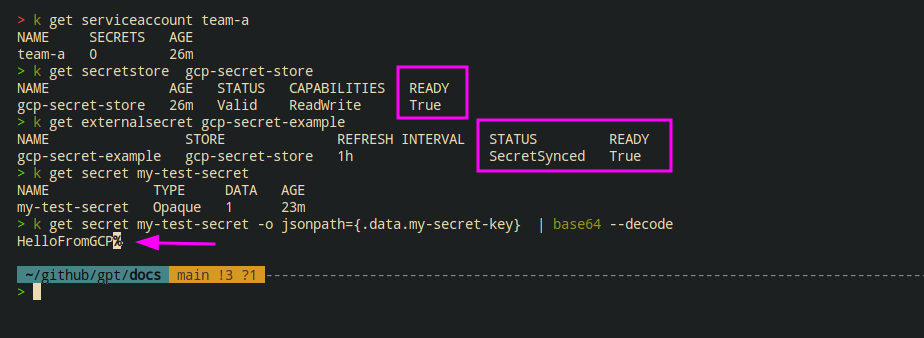 > k get serviceaccount team-a
NAME     SECRETS   AGE
team-a   0         26m
> k get secretstore  gcp-secret-store
NAME               AGE   STATUS   CAPABILITIES   READY
gcp-secret-store   26m   Valid    ReadWrite      True
> k get externalsecret gcp-secret-example
NAME                 STORE              REFRESH INTERVAL   STATUS         READY
gcp-secret-example   gcp-secret-store   1h                 SecretSynced   True
> k get secret my-test-secret
NAME             TYPE     DATA   AGE
my-test-secret   Opaque   1      23m
> k get secret my-test-secret -o jsonpath={.data.my-secret-key}  | base64 --decode
HelloFromGCP%
~/github/gpt/docs  main !3 ?1
>